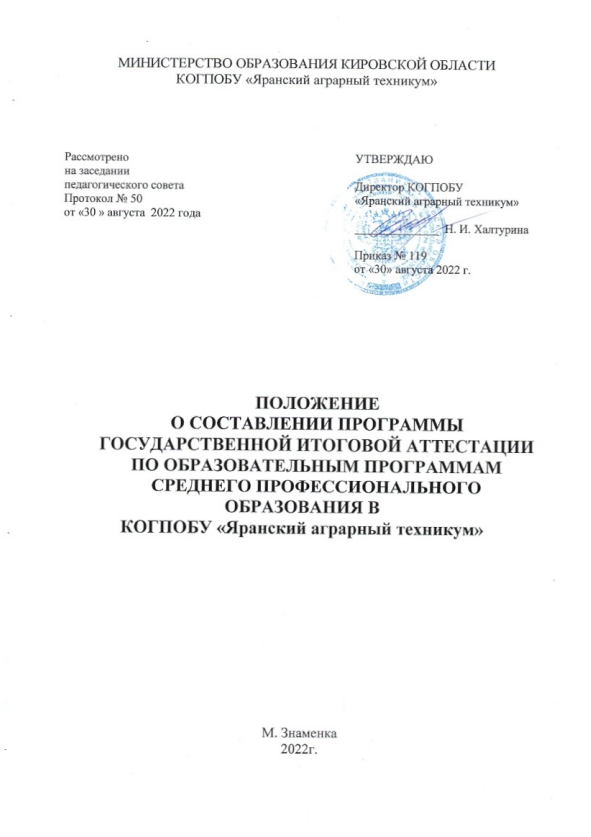 МИНИСТЕРСТВО ОБРАЗОВАНИЯ КИРОВСКОЙ ОБЛАСТИ
КОГПОБУ «Яранский аграрный техникум»
Рассмотрено
на заседании
педагогического совета
Протокол № 50
от «30 » августа 2022 года
УТВЕРЖДАЮ
Директор КОГПОБУ
«Яранский аграрный техникум»
Н. И. Халтурина
Приказ № 119
от «30» августа 2022 г.
ПОЛОЖЕНИЕ
О СОСТАВЛЕНИИ ПРОГРАММЫ
ГОСУДАРСТВЕННОЙ ИТОГОВОЙ АТТЕСТАЦИИ
ПО ОБРАЗОВАТЕЛЬНЫМ ПРОГРАММАМ
СРЕДНЕГО ПРОФЕССИОНАЛЬНОГО
ОБРАЗОВАНИЯ В
КОГПОБУ «Яранский аграрный техникум»
М. Знаменка
2022г.